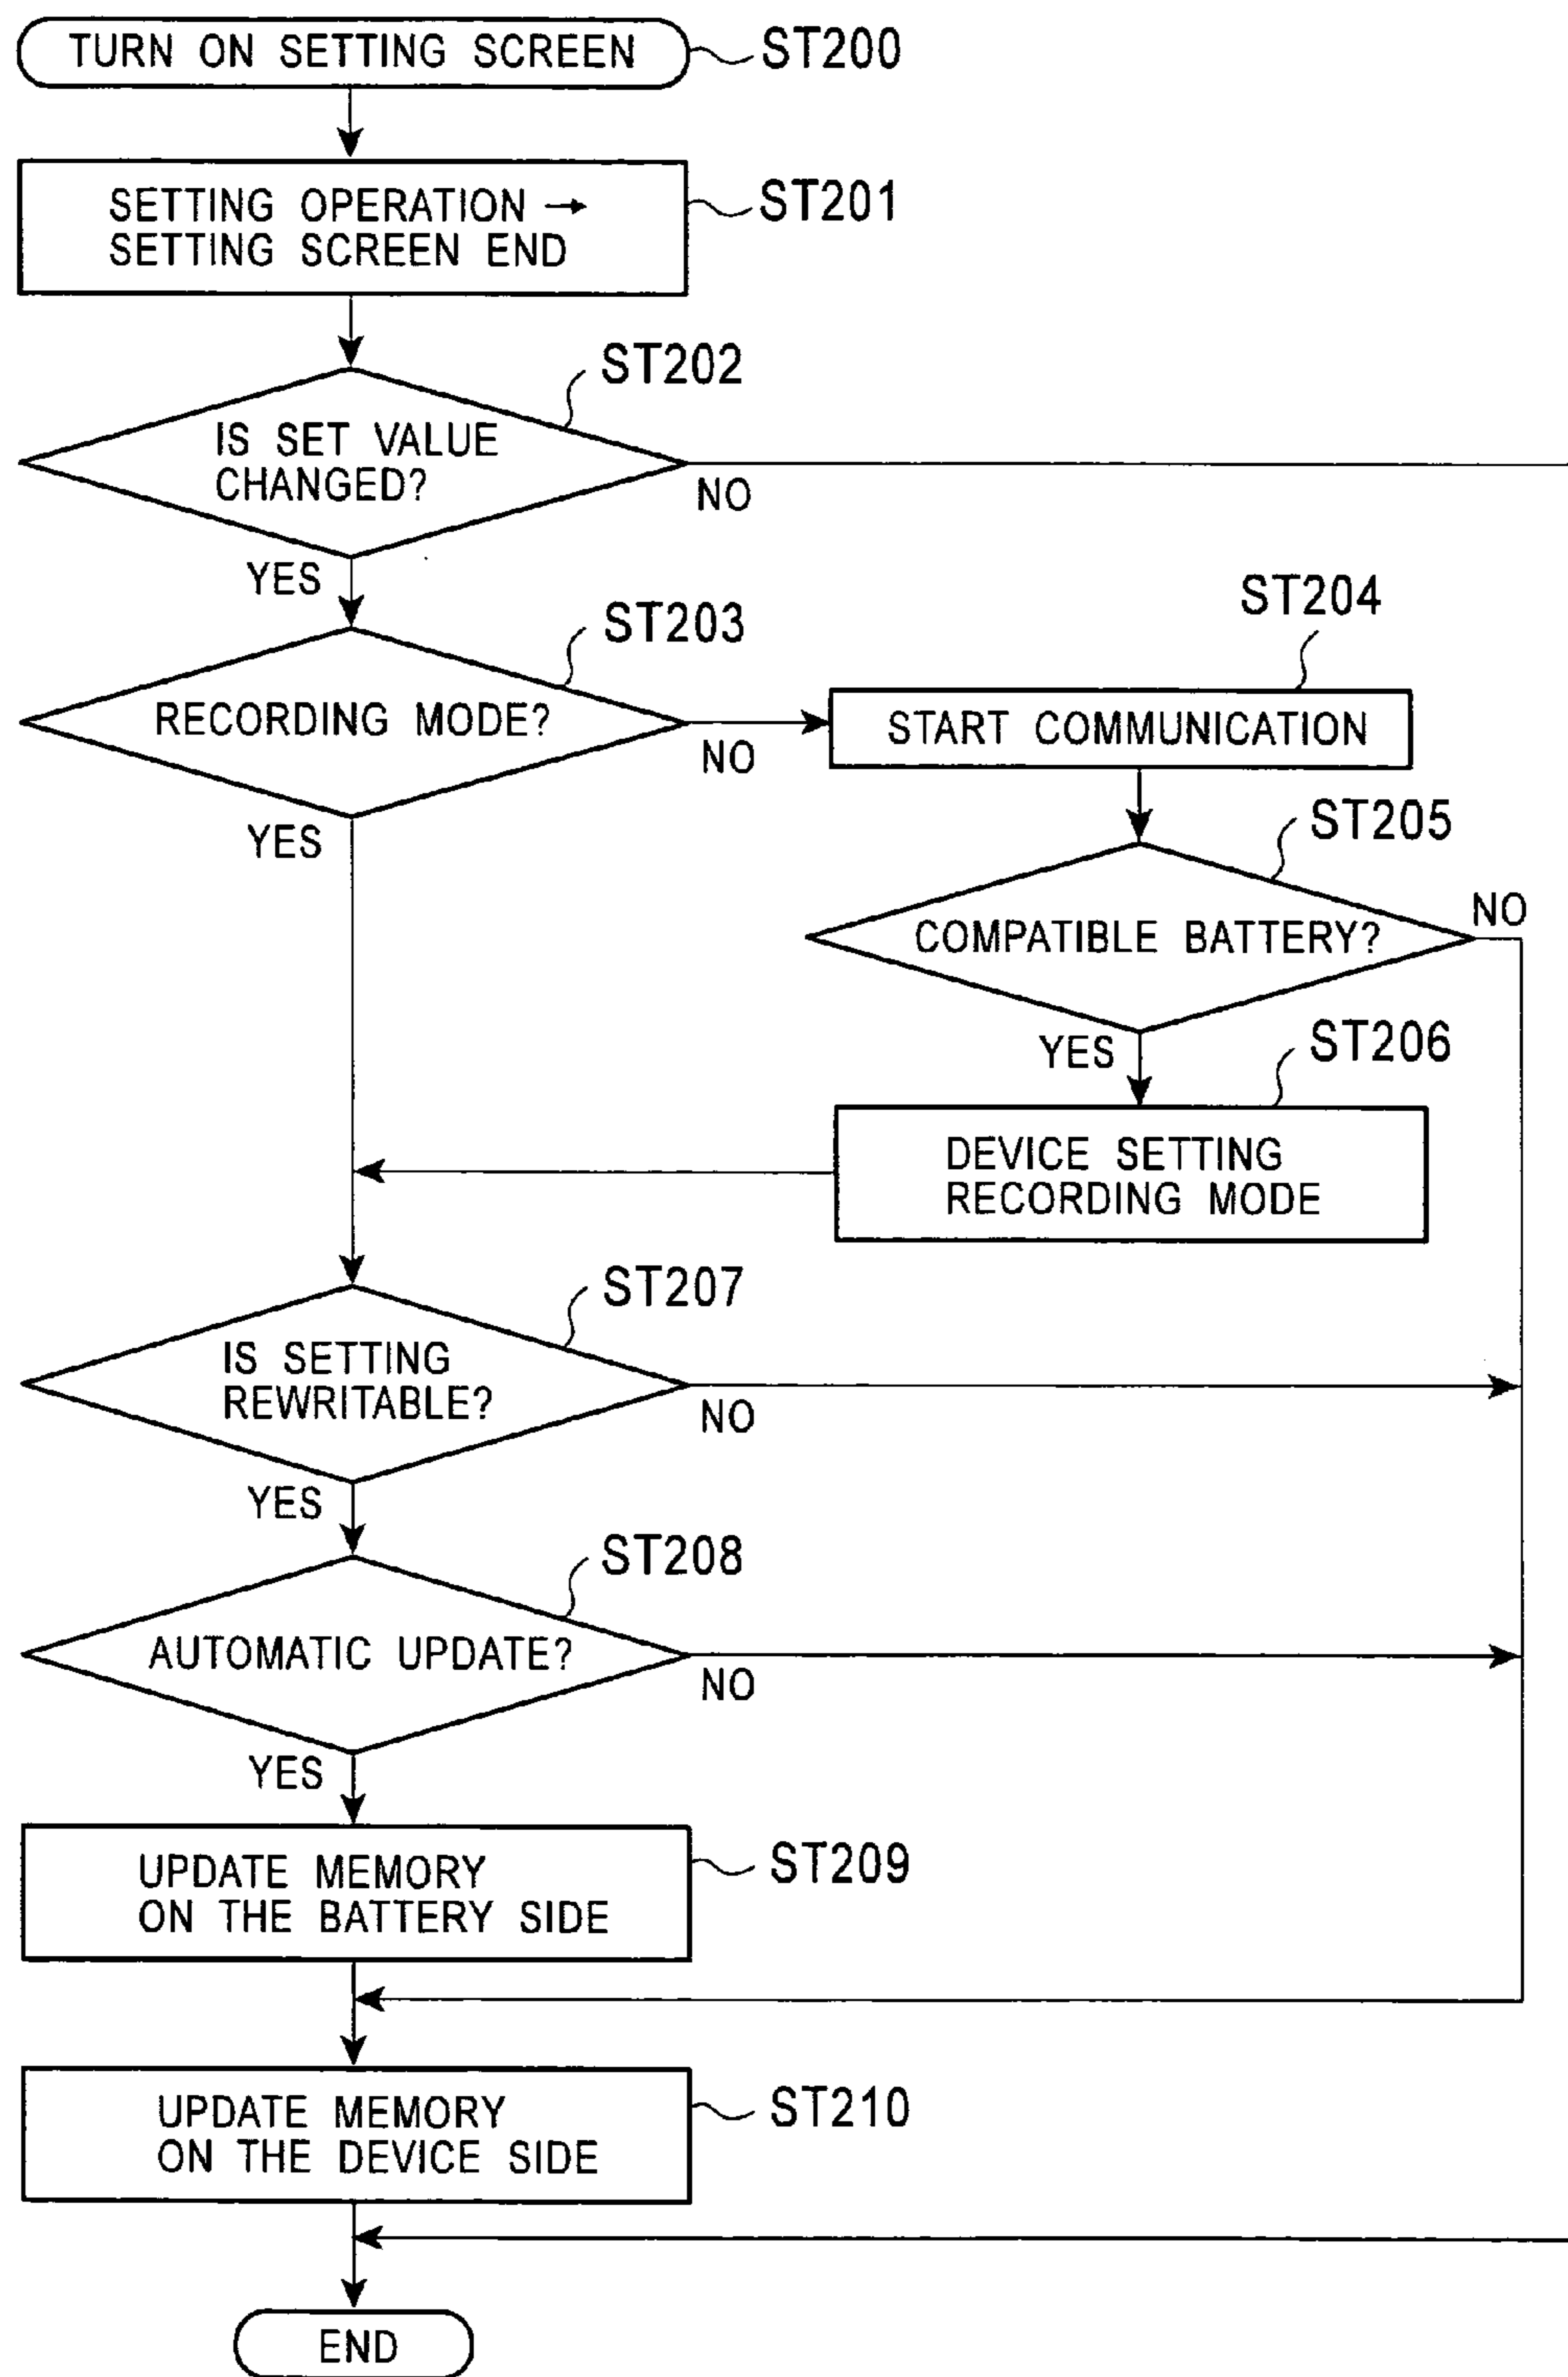 TURN ON SETTING SCREEN
ST200
SETTING OPERATION →
SETTING SCREEN END
ST201
ST202
IS SET VALUE
CHANGED?
NO
YES
ST203
RECORDING MODE?
NO
YES
ST204
START COMMUNICATION
ST205
COMPATIBLE BATTERY?
NO
YES
ST206
DEVICE SETTING
RECORDING MODE
ST207
IS SETTING
REWRITABLE?
NO
YES
ST208
AUTOMATIC UPDATE?
NO
YES
UPDATE MEMORY
ON THE BATTERY SIDE
ST209
UPDATE MEMORY
ON THE DEVICE SIDE
ST210
END